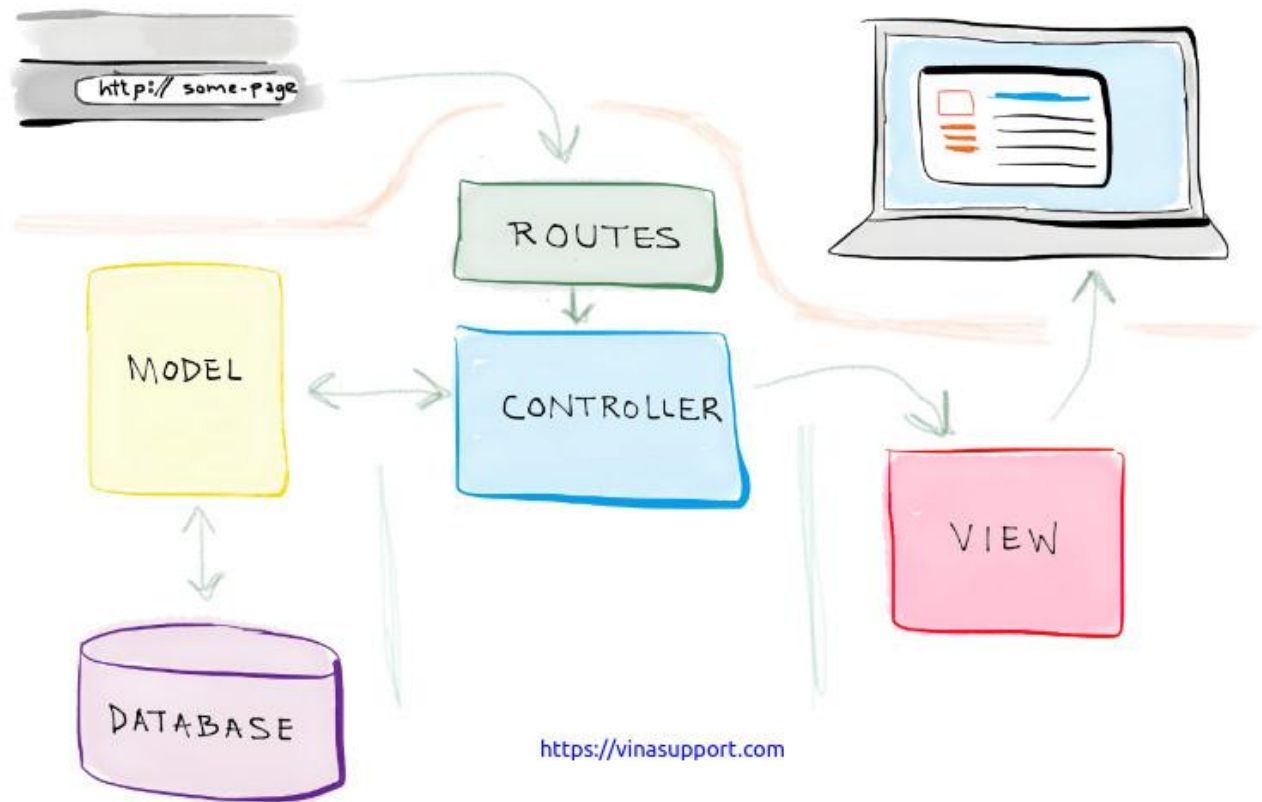 http:// some-page
ROUTES
MODEL
CONTROLLER
VIEW
DATABASE
https://vinasupport.com